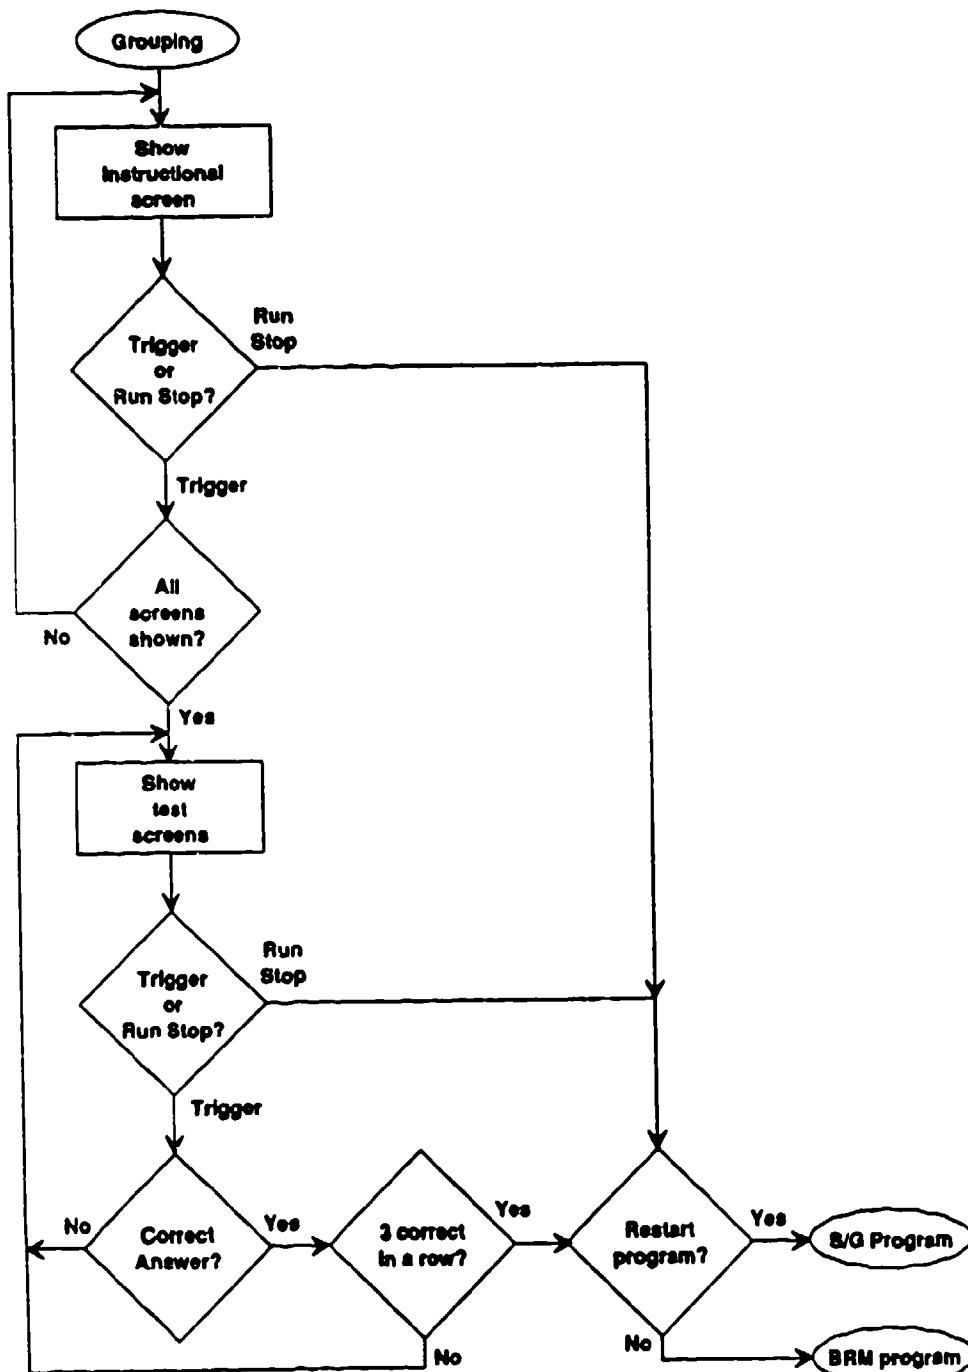 Grouping
Show
instructional
screen
Trigger
or
Run Stop?
Run
Stop
Trigger
All
screens
shown?
No
Yes
Show
test
screens
Trigger
or
Run Stop?
Run
Stop
Trigger
Correct
Answer?
No
Yes
3 correct
in a row?
Yes
No
Restart
program?
Yes
S/G Program
No
BRM program